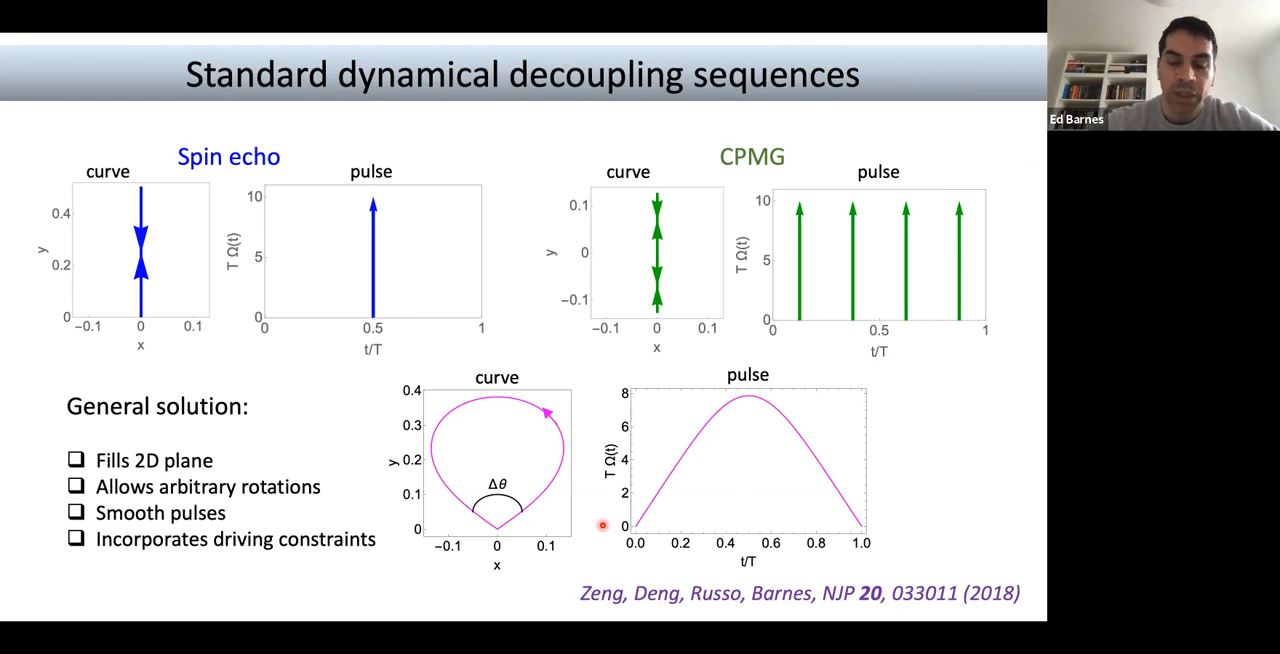 Standard dynamical decoupling sequences
Ed Barnes
Spin echo
curve
pulse
0.4
0.2
0
y
−0.1
0
0.1
x
10
5
0
T Ω(t)
0
0.5
1
t/T
CPMG
curve
pulse
0.1
0
−0.1
y
−0.1
0
0.1
x
10
5
0
T Ω(t)
0
0.5
1
t/T
General solution:
Fills 2D plane
Allows arbitrary rotations
Smooth pulses
Incorporates driving constraints
curve
0.4
0.3
0.2
0.1
0
y
Δθ
−0.1
0
0.1
x
pulse
8
6
4
2
0
T Ω(t)
0.0
0.2
0.4
0.6
0.8
1.0
t/T
Zeng, Deng, Russo, Barnes, NJP 20, 033011 (2018)